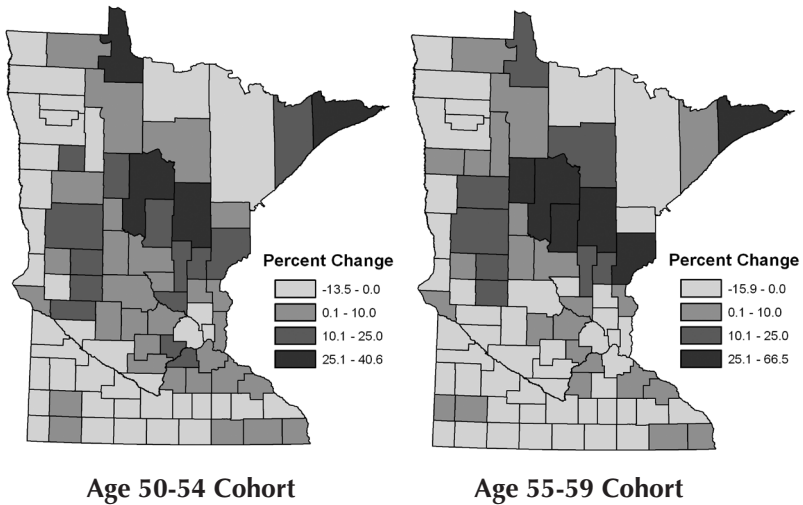 Percent Change
-13.5 - 0.0
0.1 - 10.0
10.1 - 25.0
25.1 - 40.6
Age 50-54 Cohort
Percent Change
-15.9 - 0.0
0.1 - 10.0
10.1 - 25.0
25.1 - 66.5
Age 55-59 Cohort